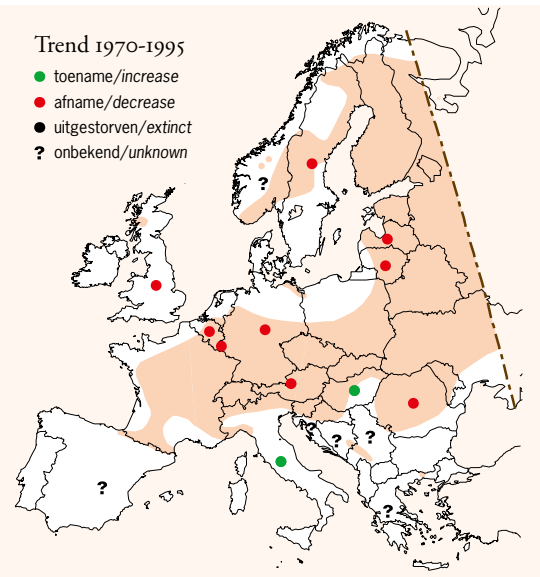 Trend 1970-1995
toename/increase
afname/decrease
uitgestorven/extinct
? onbekend/unknown
?
?
?
?
?
?